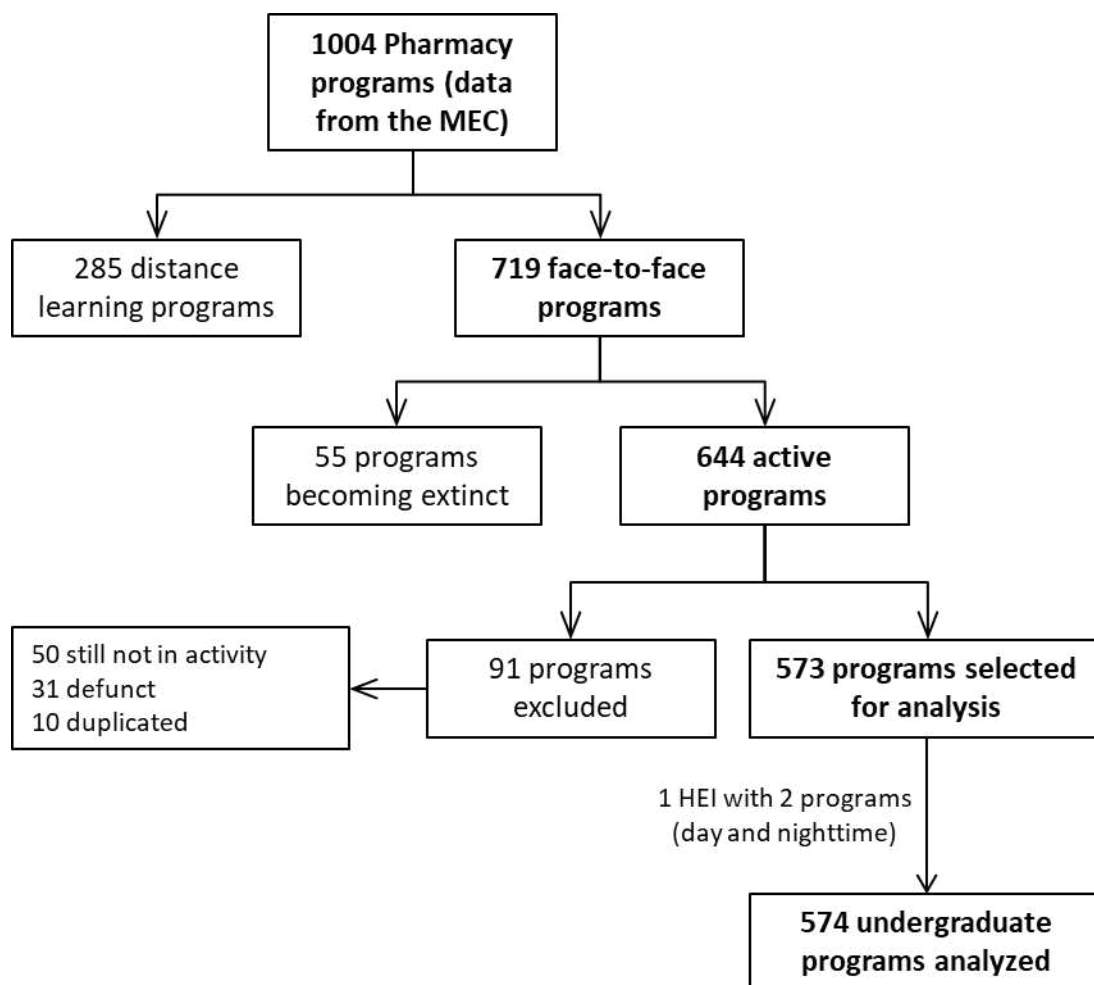 1004 Pharmacy
programs (data
from the MEC)
285 distance
learning programs
719 face-to-face
programs
55 programs
becoming extinct
644 active
programs
50 still not in activity
31 defunct
10 duplicated
91 programs
excluded
573 programs selected
for analysis
1 HEI with 2 programs
(day and nighttime)
574 undergraduate
programs analyzed